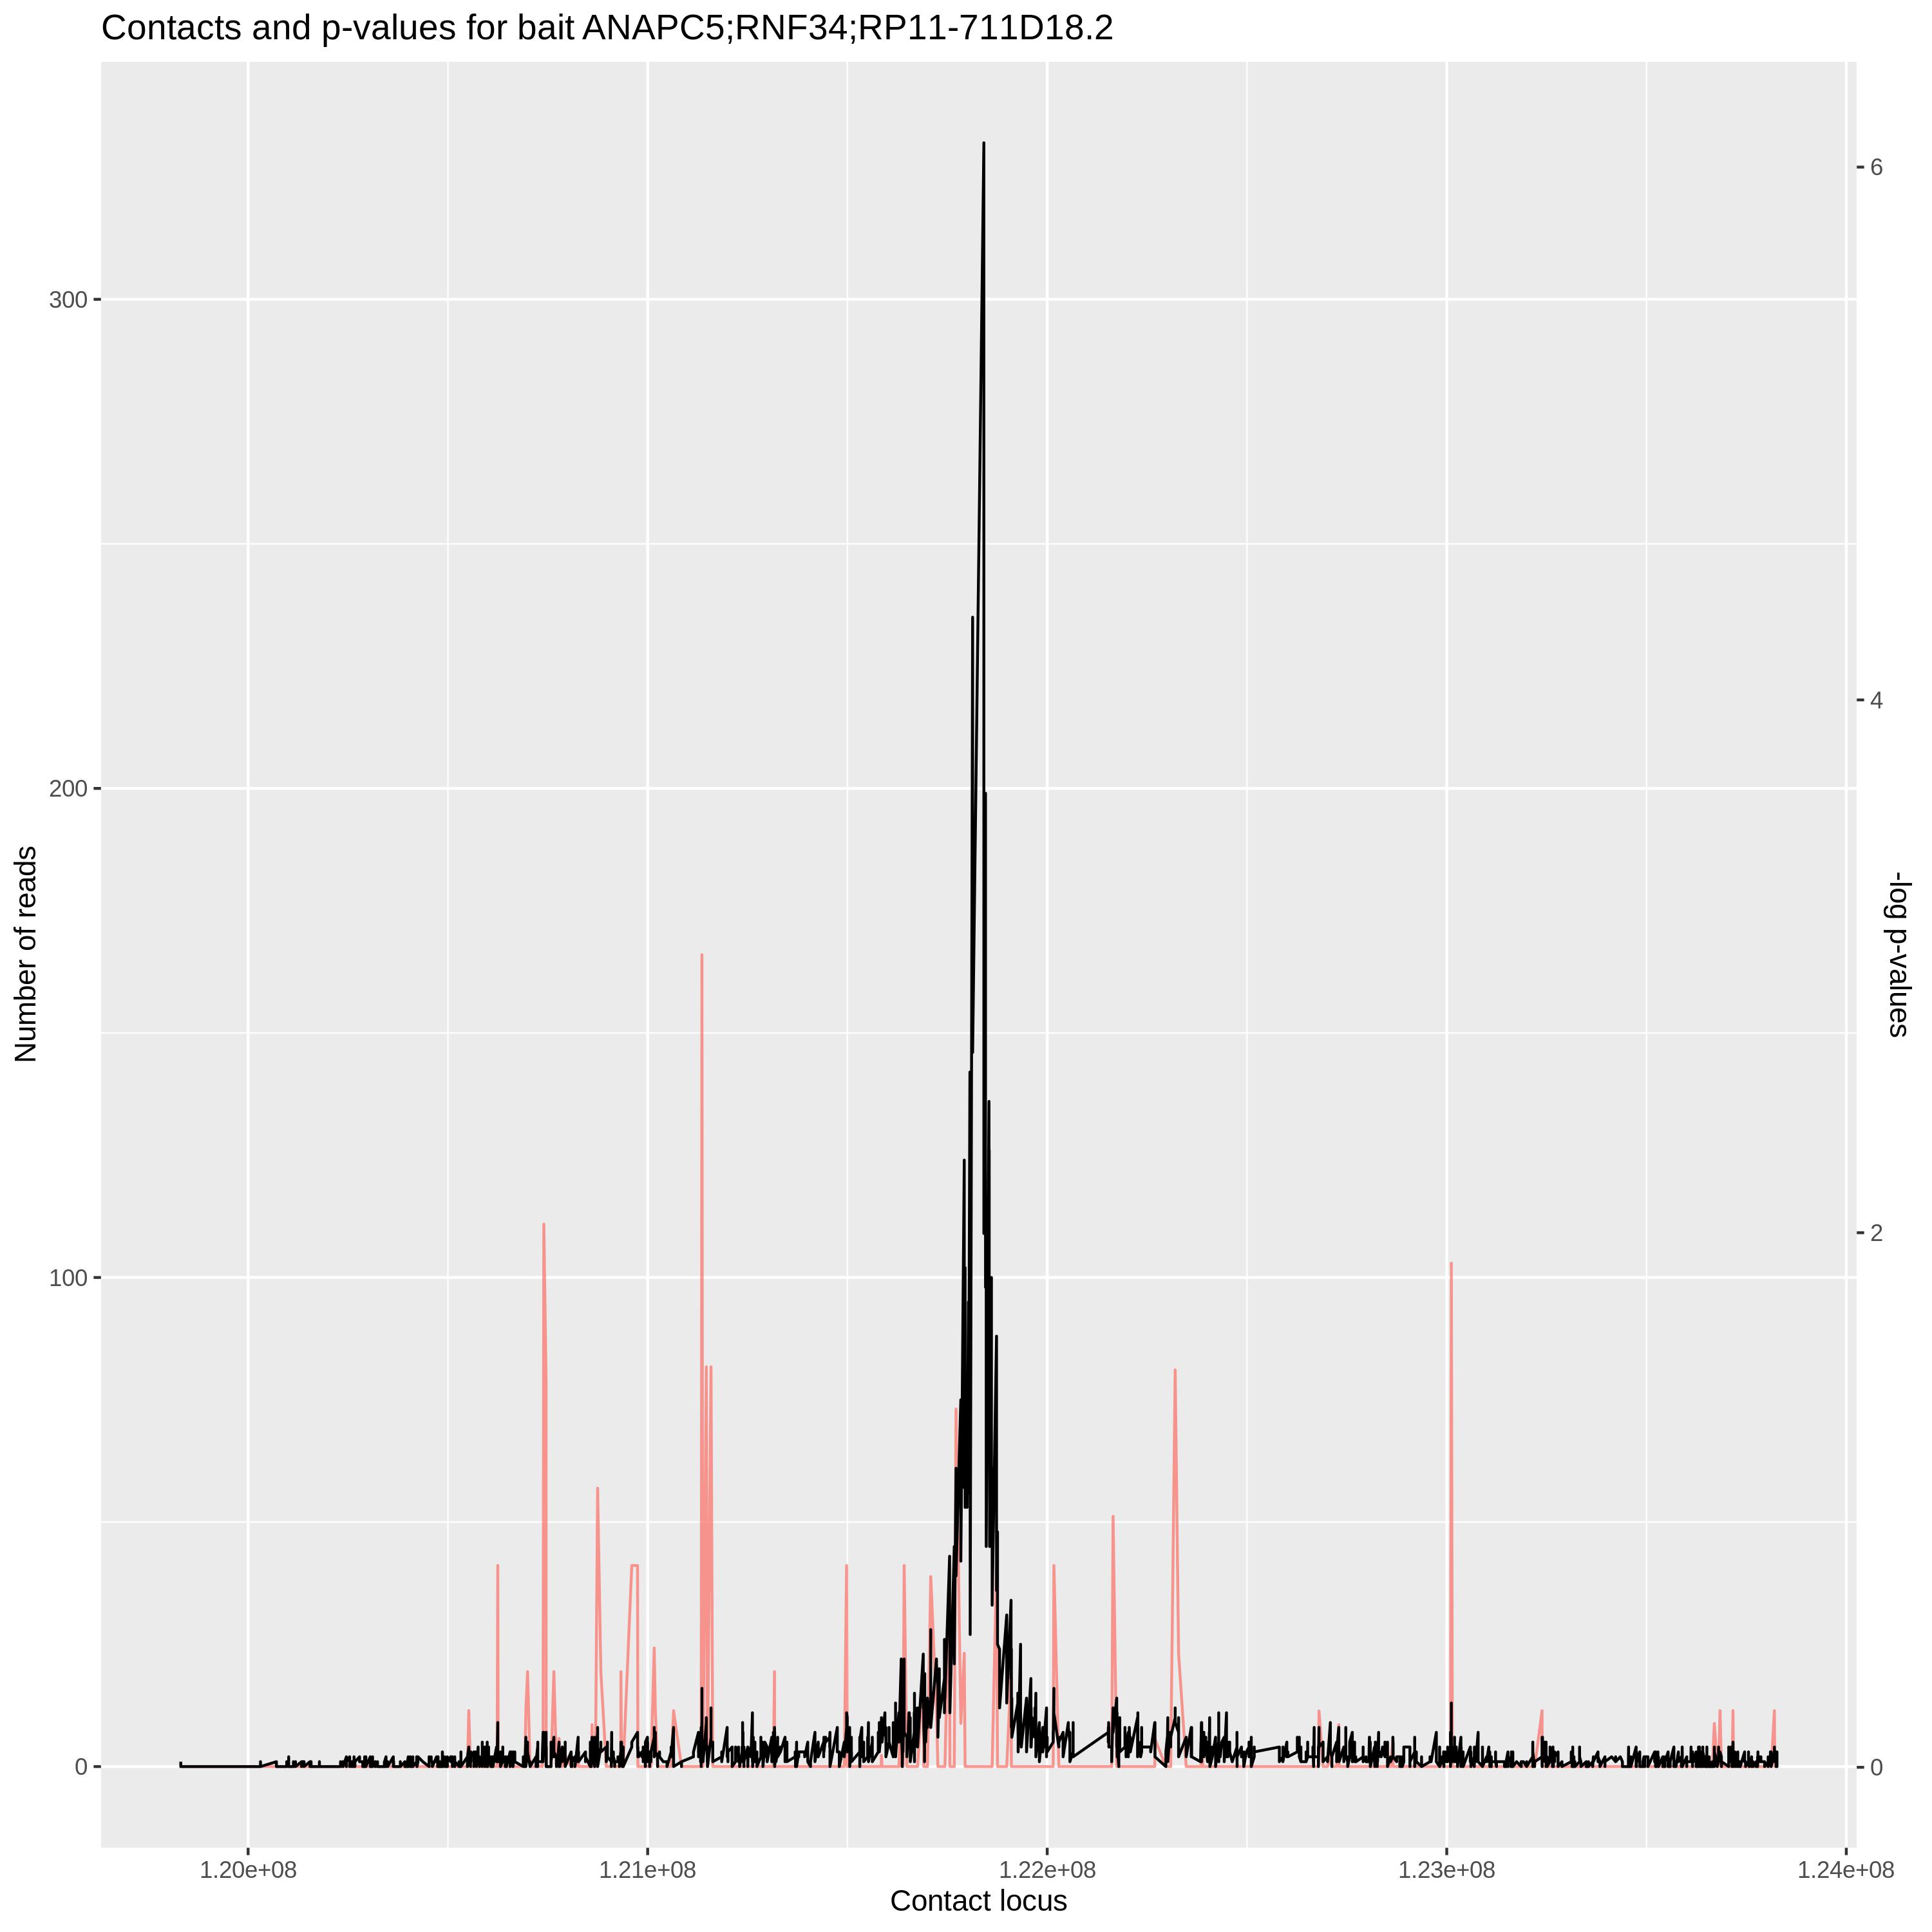 Contacts and p-values for bait ANAPC5;RNF34;RP11-711D18.2
Number of reads
300
200
100
0
6
4
2
0
-log p-values
1.20e+08 1.21e+08 1.22e+08 1.23e+08 1.24e+08
Contact locus